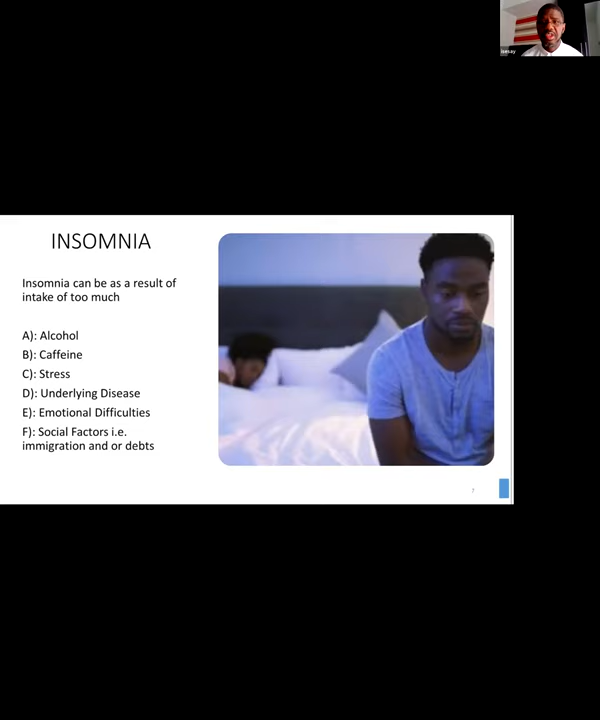 isesay
INSOMNIA
Insomnia can be as a result of
intake of too much
A): Alcohol
B): Caffeine
C): Stress
D): Underlying Disease
E): Emotional Difficulties
F): Social Factors i.e.
immigration and or debts